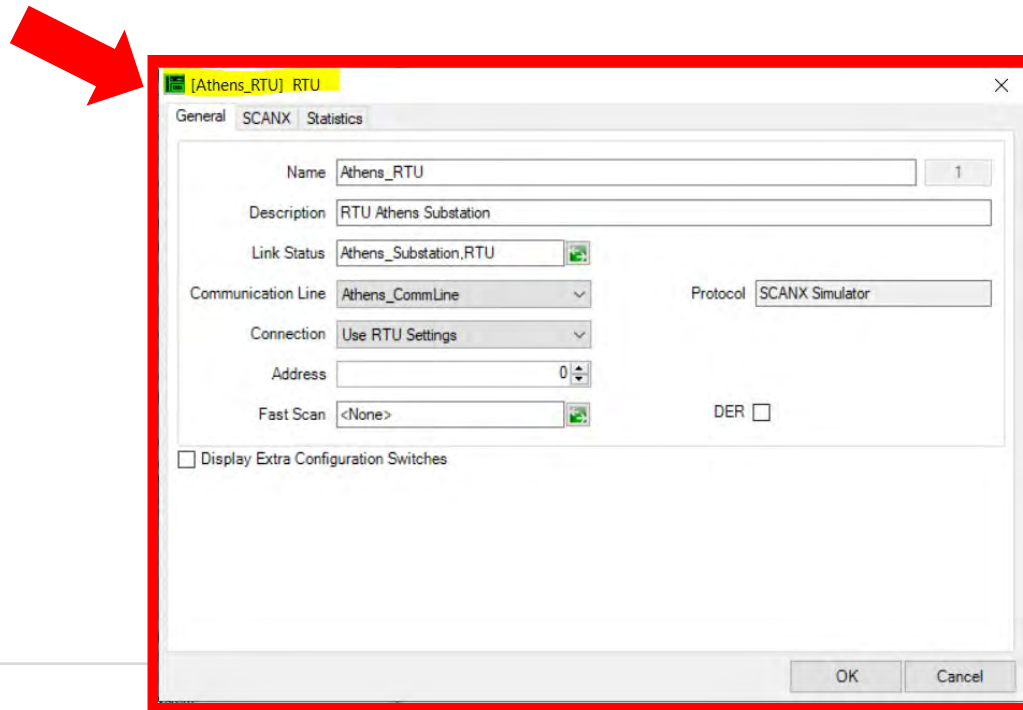 [Athens_RTU] RTU
General SCANX Statistics
Name Athens_RTU 1
Description RTU Athens Substation
Link Status Athens_Substation,RTU
Communication Line Athens_CommLine Protocol SCANX Simulator
Connection Use RTU Settings
Address 0
Fast Scan <None> DER
Display Extra Configuration Switches
OK Cancel